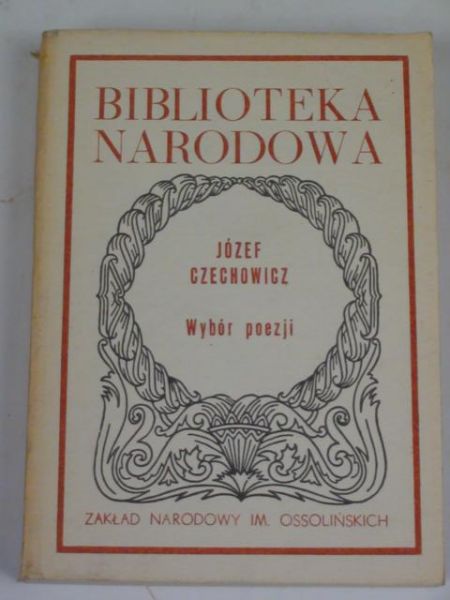 BIBLIOTEKA
NARODOWA
JÓZEF
CZECHOWICZ
Wybór poezji
ZAKŁAD NARODOWY IM. OSSOLIŃSKICH